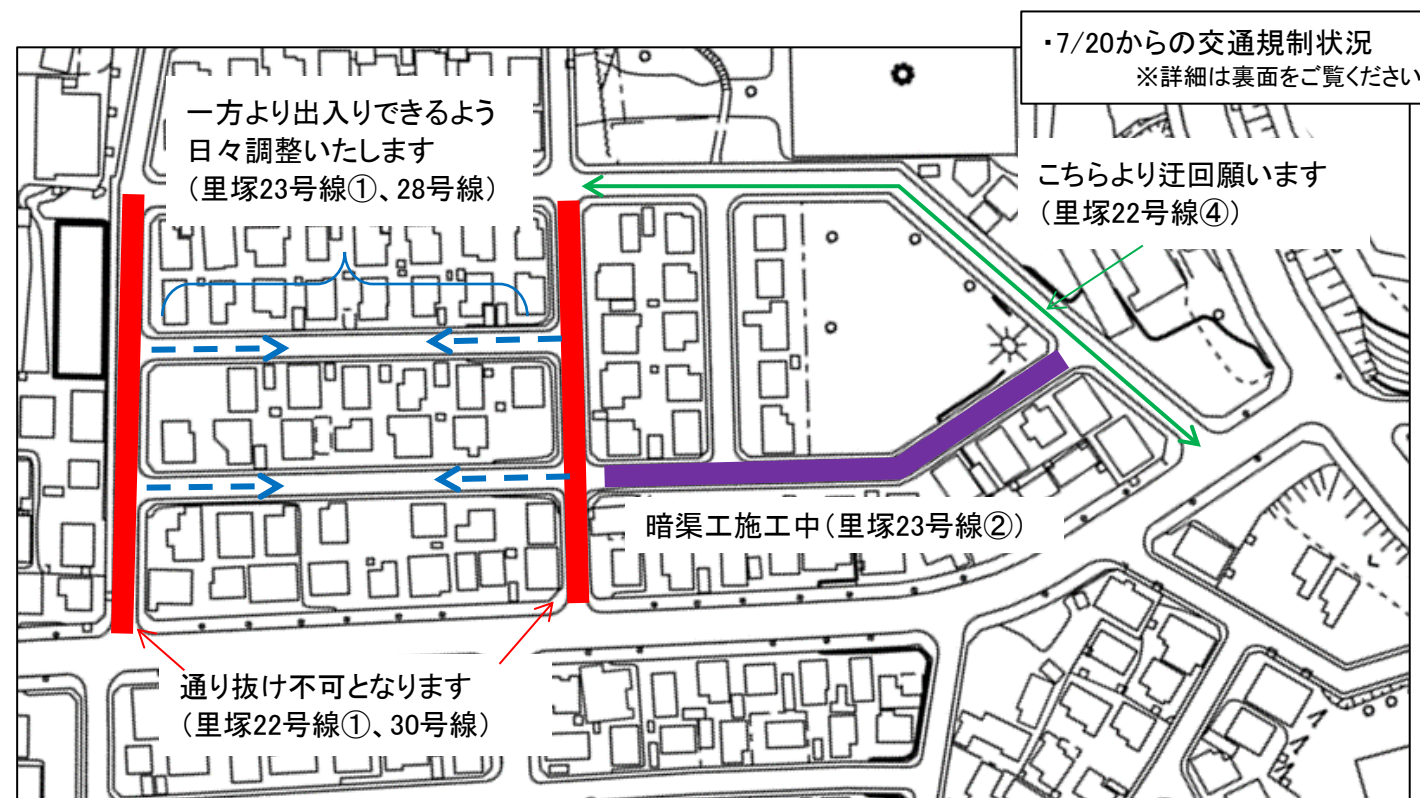 ・7/20からの交通規制状況
※詳細は裏面をご覧ください
一方より出入りできるよう
日々調整いたします
（里塚23号線①、28号線）
こちらより迂回願います
（里塚22号線④）
暗渠工施工中（里塚23号線②）
通り抜け不可となります
（里塚22号線①、30号線）